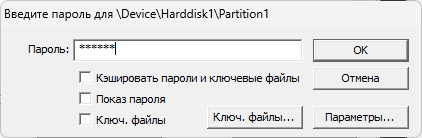 Введите пароль для \Device\Harddisk1\Partition1
Пароль: ****** OK
Кэшировать пароли и ключевые файлы Отмена
Показ пароля
Ключ. файлы Ключ. файлы... Параметры...